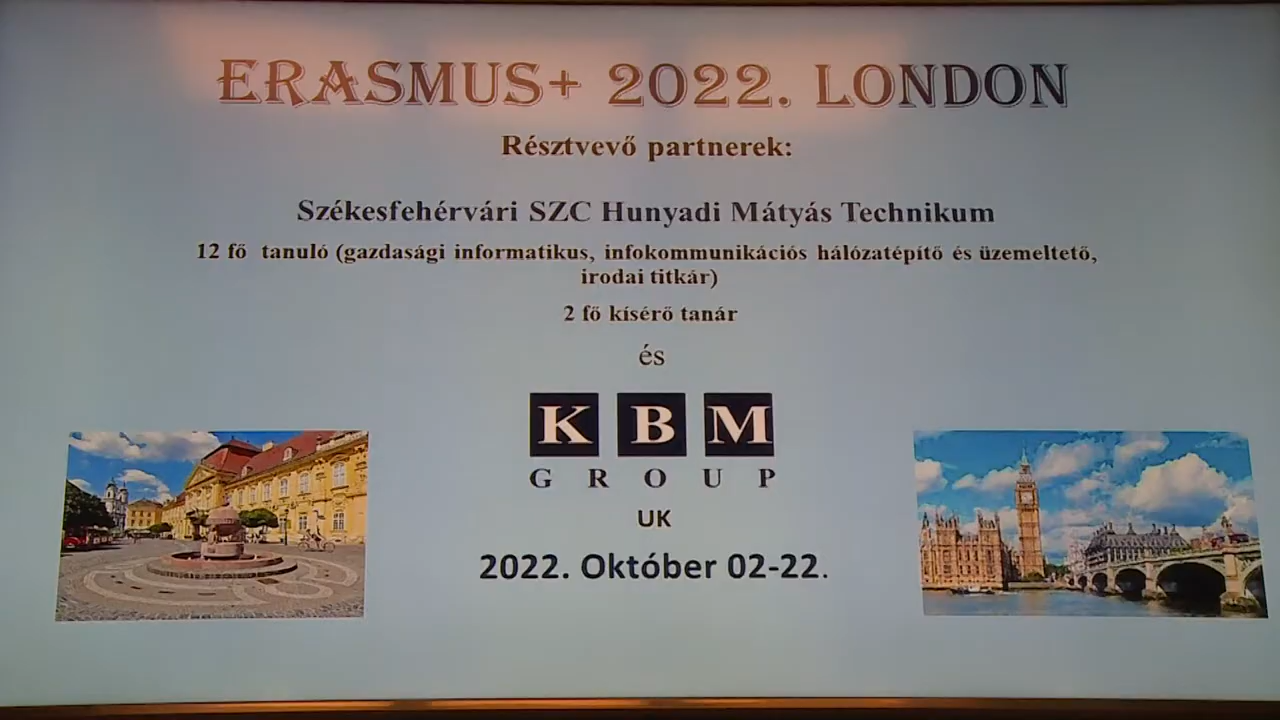 ERASMUS+ 2022. LONDON
Résztvevő partnerek:
Székesfehérvári SZC Hunyadi Mátyás Technikum
12 fő tanuló (gazdasági informatikus, infokommunikációs hálózatépítő és üzemeltető,
irodai titkár)
2 fő kísérő tanár
és
K B M
GROUP
UK
2022. Október 02-22.